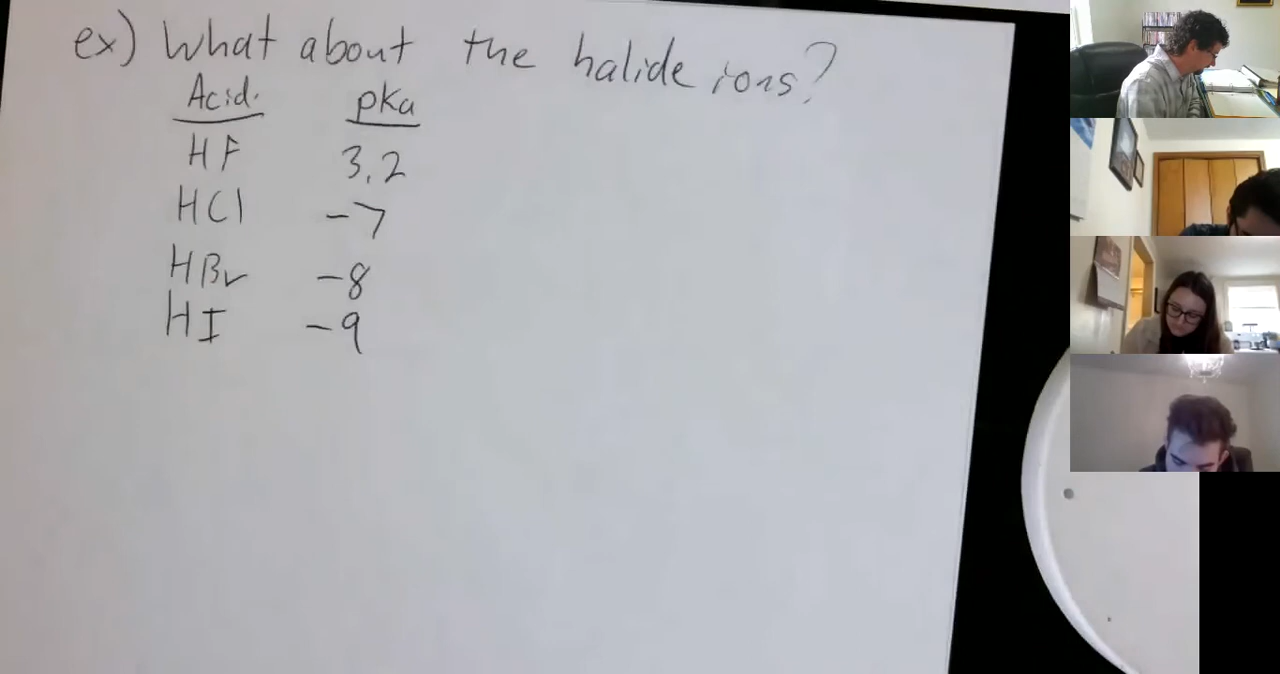 ex) What about the halide ions?
Acid. pKa
HF 3.2
HCl -7
HBr -8
HI -9